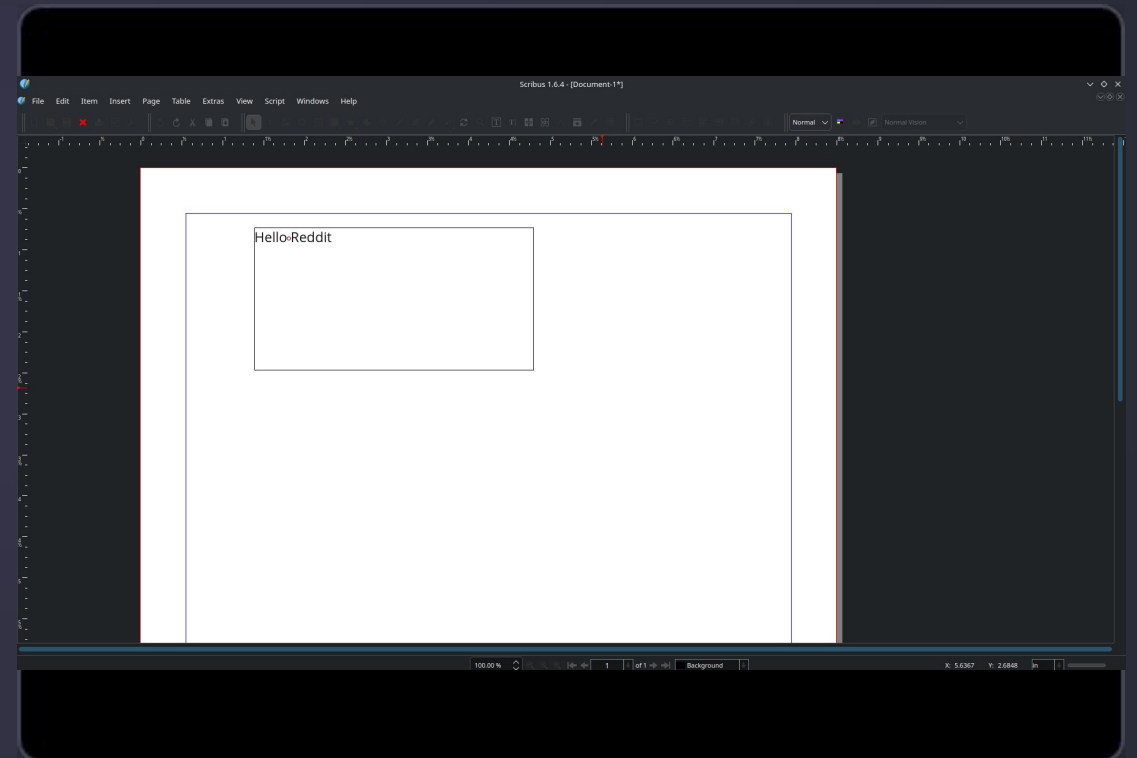 Scribus 1.6.4 - [Document-1*]
File Edit Item Insert Page Table Extras View Script Windows Help
Normal Normal Vision
Hello Reddit
100.00 % 1 of 1 Background X: 5.6367 Y: 2.6848 in